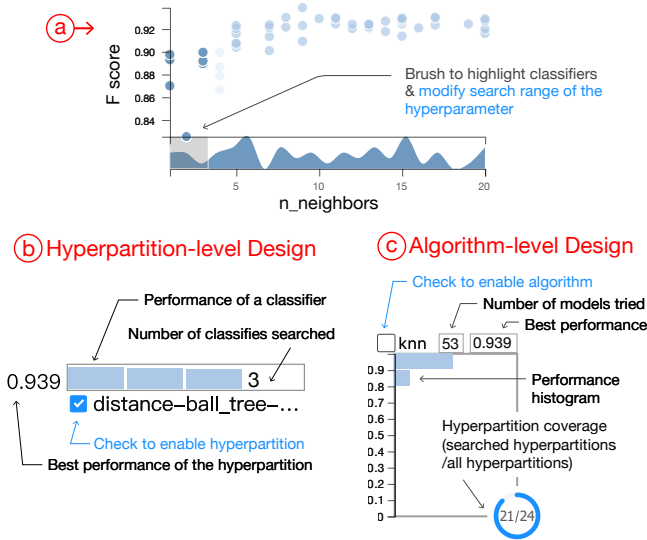 a
F score
0.92
0.90
0.88
0.86
0.84
Brush to highlight classifiers
& modify search range of the
hyperparameter
5
10
15
20
n_neighbors
b Hyperpartition-level Design
Performance of a classifier
Number of classifies searched
0.939
3
distance-ball_tree-...
Check to enable hyperpartition
Best performance of the hyperpartition
c Algorithm-level Design
Check to enable algorithm
Number of models tried
Best performance
knn 53 0.939
0.9
0.8
0.7
0.6
0.5
0.4
0.3
0.2
0.1
0
Performance
histogram
Hyperpartition coverage
(searched hyperpartitions
/all hyperpartitions)
21/24